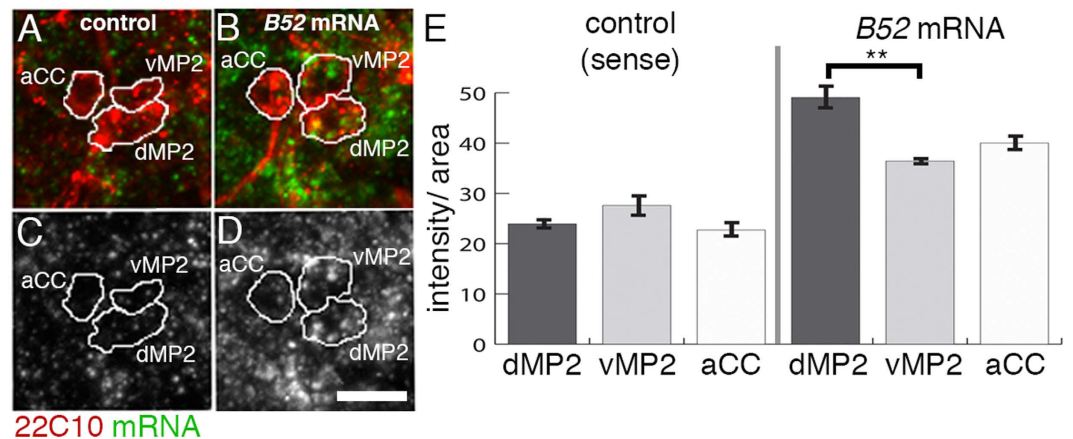 A control
aCC
vMP2
dMP2
B B52 mRNA
aCC
vMP2
dMP2
C
aCC
vMP2
dMP2
D
aCC
vMP2
dMP2
22C10 mRNA
E
control
(sense)
B52 mRNA
**
intensity/ area
50
40
30
20
10
0
dMP2 vMP2 aCC dMP2 vMP2 aCC